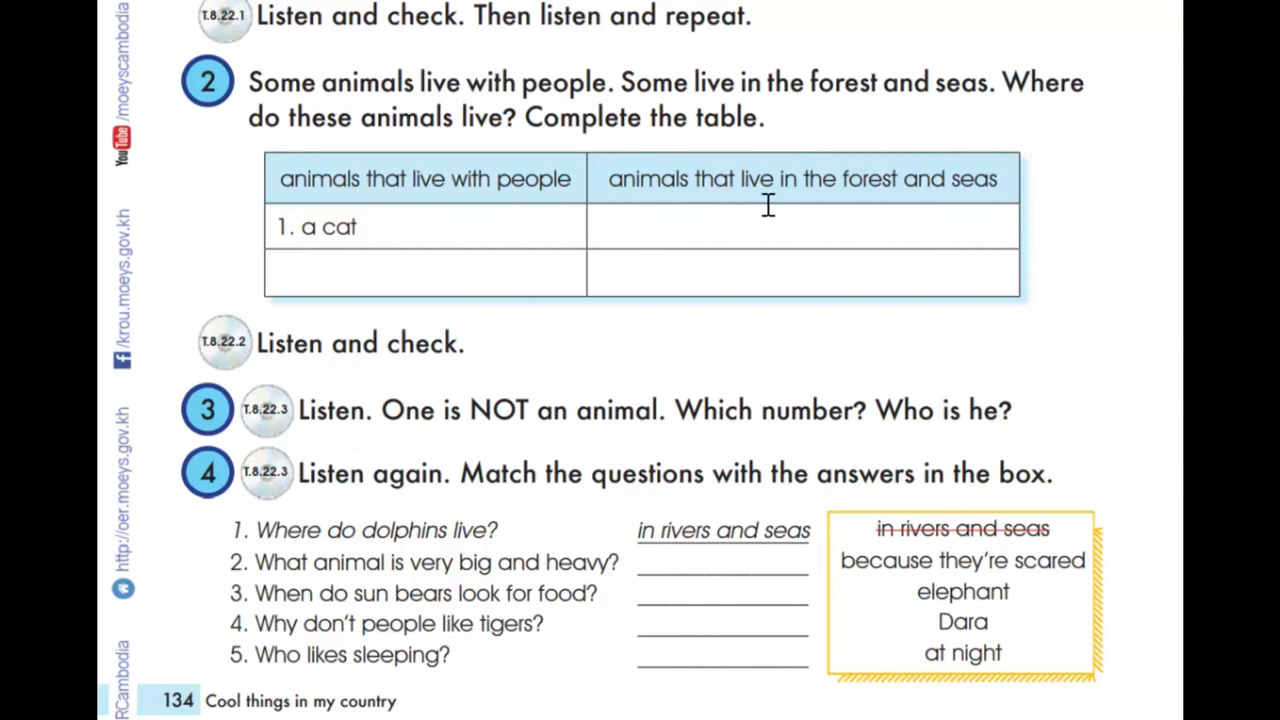 T.8.22.1 Listen and check. Then listen and repeat.
2 Some animals live with people. Some live in the forest and seas. Where
do these animals live? Complete the table.
animals that live with people animals that live in the forest and seas
1. a cat
T.8.22.2 Listen and check.
3 T.8.22.3 Listen. One is NOT an animal. Which number? Who is he?
4 T.8.22.3 Listen again. Match the questions with the answers in the box.
1. Where do dolphins live? in rivers and seas
2. What animal is very big and heavy?
3. When do sun bears look for food?
4. Why don't people like tigers?
5. Who likes sleeping?
in rivers and seas
because they're scared
elephant
Dara
at night
134 Cool things in my country
YouTube /moeyscambodia
f /krou.moeys.gov.kh
http://oer.moeys.gov.kh
RCambodia